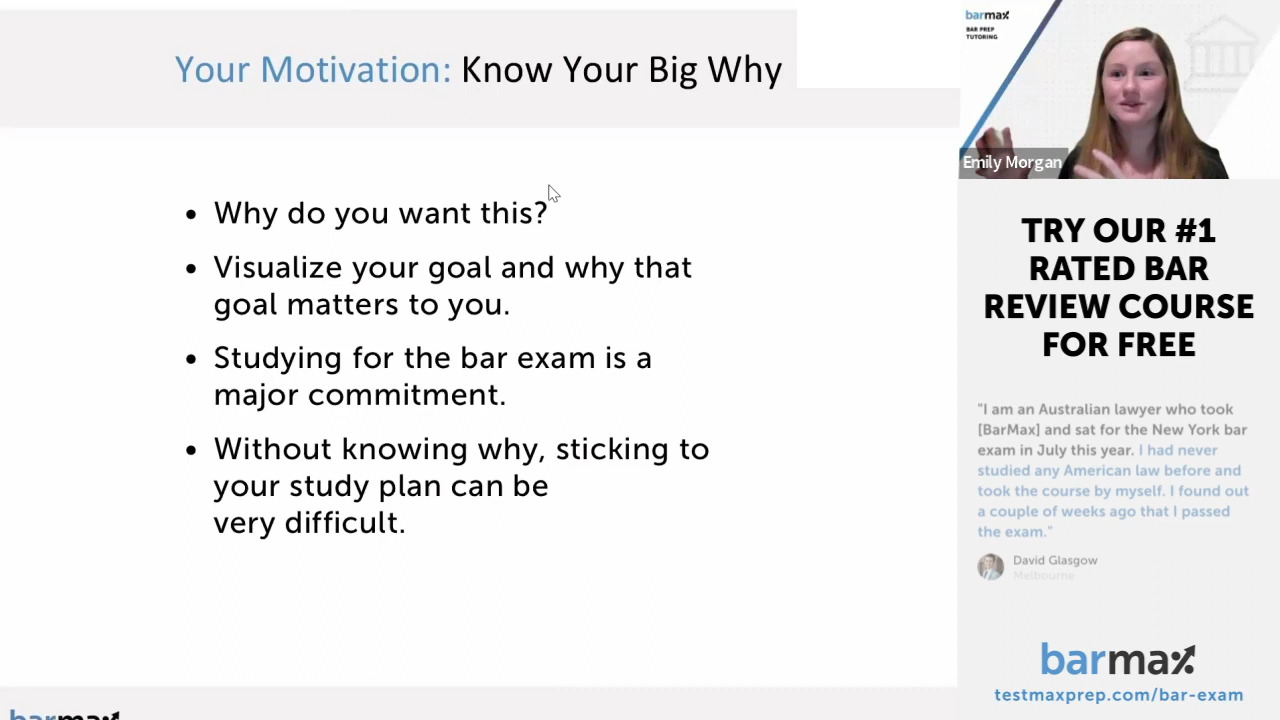 Your Motivation: Know Your Big Why
• Why do you want this?
• Visualize your goal and why that
goal matters to you.
• Studying for the bar exam is a
major commitment.
• Without knowing why, sticking to
your study plan can be
very difficult.
barmax
barmax
BAR PREP
TUTORING
Emily Morgan
TRY OUR #1
RATED BAR
REVIEW COURSE
FOR FREE
"I am an Australian lawyer who took
[BarMax] and sat for the New York bar
exam in July this year. I had never
studied any American law before and
took the course by myself. I found out
a couple of weeks ago that I passed
the exam."
David Glasgow
Melbourne
barmax
testmaxprep.com/bar-exam